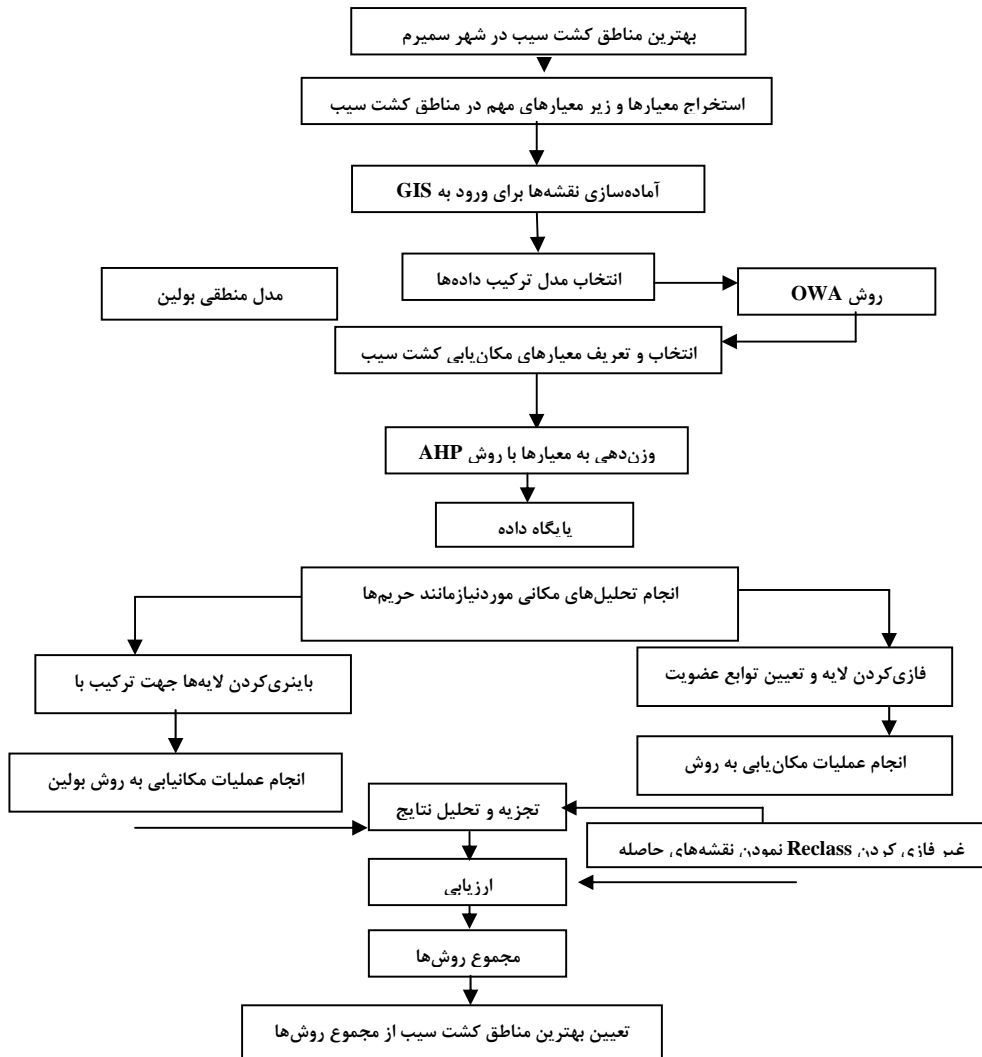 بهترین مناطق کشت سیب در شهر سمیرم
استخراج معیارها و زیر معیارهای مهم در مناطق کشت سیب
آماده‌سازی نقشه‌ها برای ورود به GIS
انتخاب مدل ترکیب داده‌ها
روش OWA
مدل منطقی بولین
انتخاب و تعریف معیارهای مکان‌یابی کشت سیب
وزن‌دهی به معیارها با روش AHP
پایگاه داده
انجام تحلیل‌های مکانی موردنیازمانند حریم‌ها
فازی‌کردن لایه و تعیین توابع عضویت
باینری‌کردن لایه‌ها جهت ترکیب با
انجام عملیات مکان‌یابی به روش
انجام عملیات مکانیابی به روش بولین
تجزیه و تحلیل نتایج
غیر فازی کردن Reclass نمودن نقشه‌های حاصله
ارزیابی
مجموع روش‌ها
تعیین بهترین مناطق کشت سیب از مجموع روش‌ها